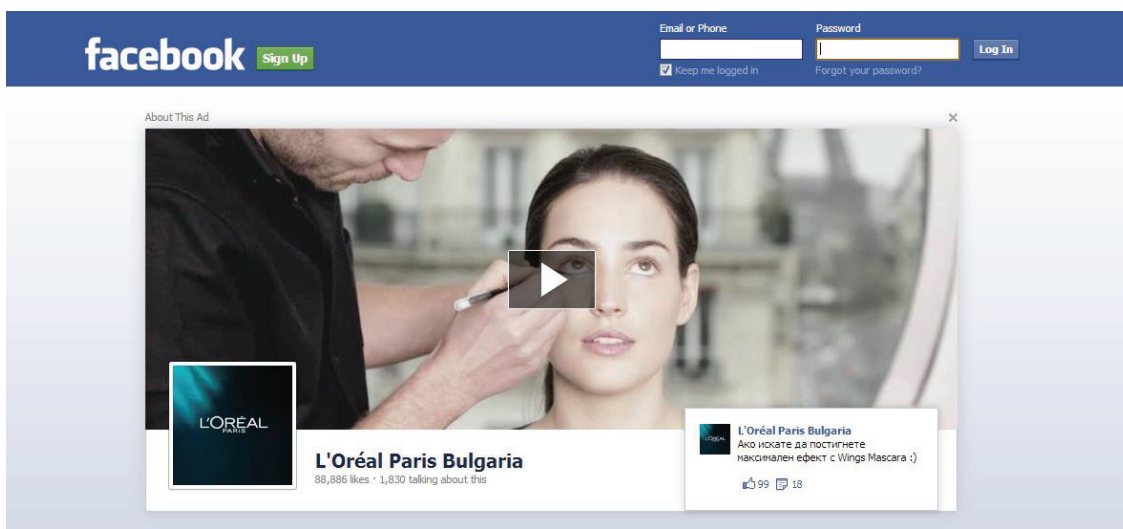 facebook
Sign Up
Email or Phone
Password
Log In
Keep me logged in
Forgot your password?
About This Ad
L'ORÉAL
PARIS
L'Oréal Paris Bulgaria
88,886 likes · 1,830 talking about this
L'ORÉAL
L'Oréal Paris Bulgaria
Ако искате да постигнете
максимален ефект с Wings Mascara :)
99 18